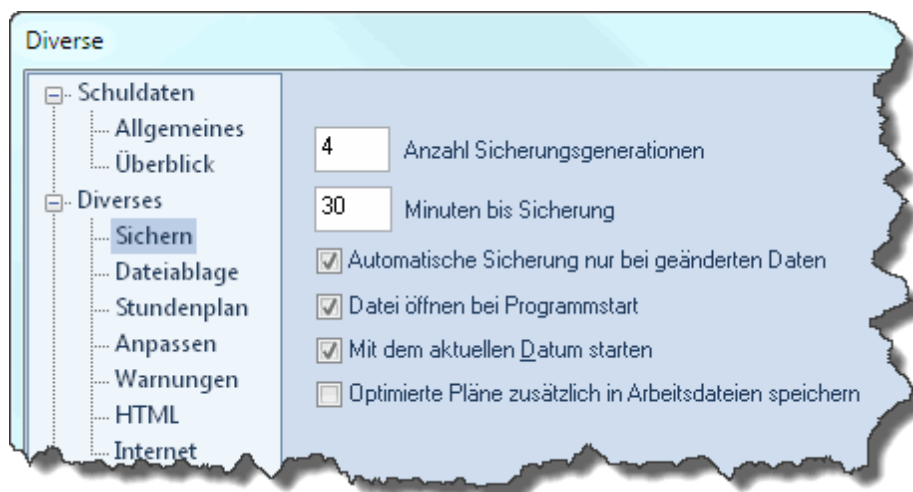 Diverse
Schuldaten
Allgemeines
Überblick
Diverses
Sichern
Dateiablage
Stundenplan
Anpassen
Warnungen
HTML
Internet
4 Anzahl Sicherungsgenerationen
30 Minuten bis Sicherung
Automatische Sicherung nur bei geänderten Daten
Datei öffnen bei Programmstart
Mit dem aktuellen Datum starten
Optimierte Pläne zusätzlich in Arbeitsdateien speichern